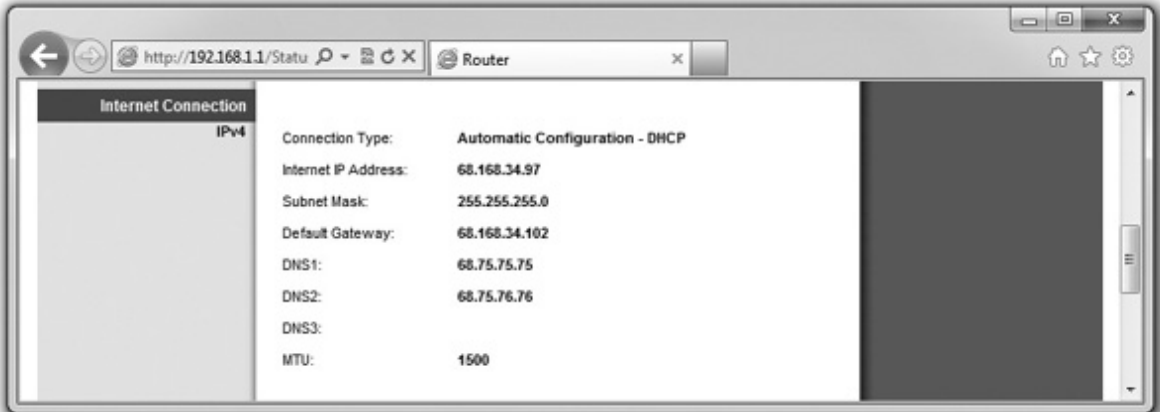 http://192.168.1.1/Statu
Router
Internet Connection
IPv4
Connection Type: Automatic Configuration - DHCP
Internet IP Address: 68.168.34.97
Subnet Mask: 255.255.255.0
Default Gateway: 68.168.34.102
DNS1: 68.75.75.75
DNS2: 68.75.76.76
DNS3:
MTU: 1500